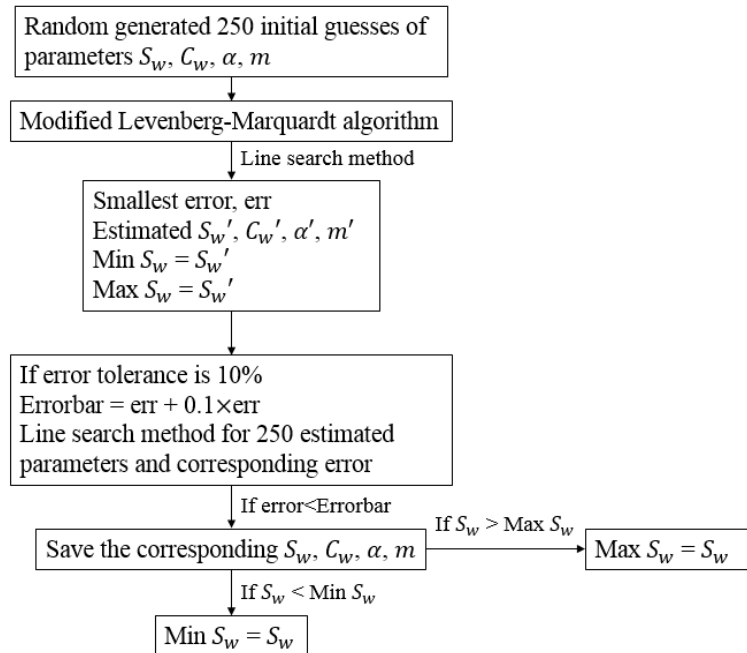 Random generated 250 initial guesses of
parameters S_w, C_w, α, m
Modified Levenberg-Marquardt algorithm
Line search method
Smallest error, err
Estimated S_w', C_w', α', m'
Min S_w = S_w'
Max S_w = S_w'
If error tolerance is 10%
Errorbar = err + 0.1×err
Line search method for 250 estimated
parameters and corresponding error
If error<Errorbar
Save the corresponding S_w, C_w, α, m
If S_w > Max S_w
Max S_w = S_w
If S_w < Min S_w
Min S_w = S_w